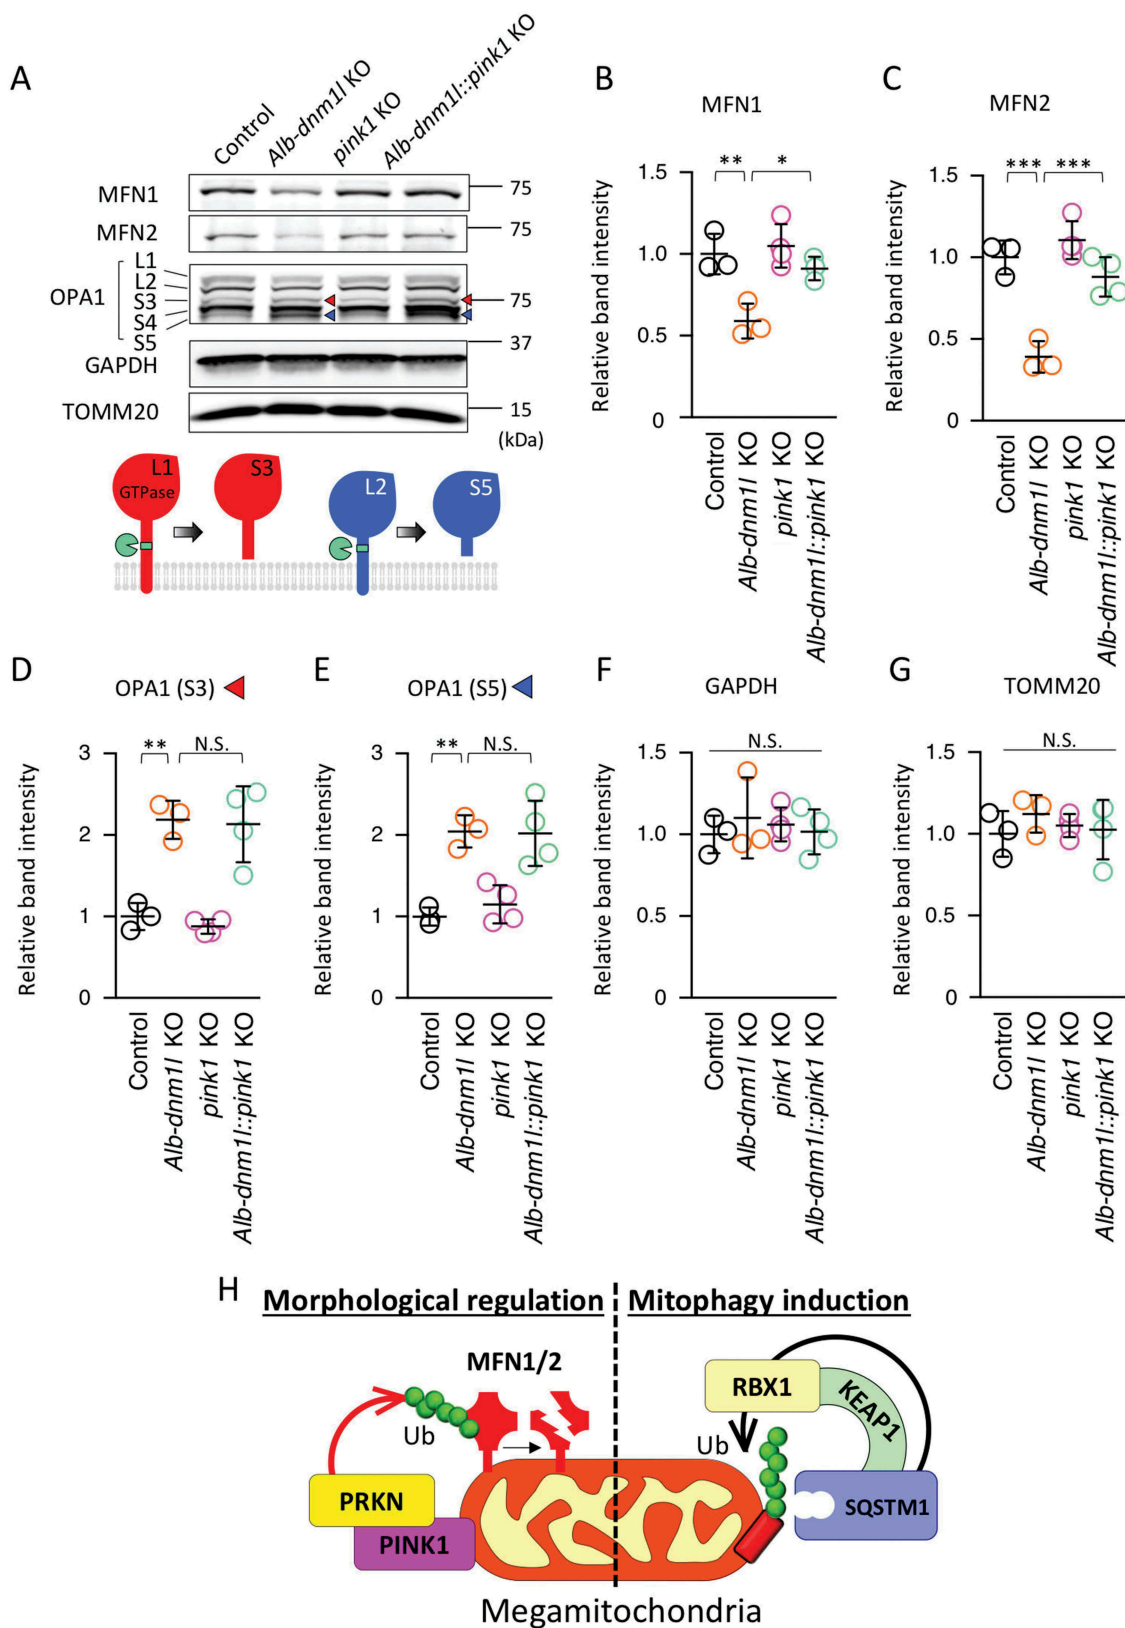 A
Control
Alb-dnm1l KO
pink1 KO
Alb-dnm1l::pink1 KO
MFN1
75
MFN2
75
OPA1
L1
L2
S3
S4
S5
75
37
GAPDH
TOMM20
15
(kDa)
L1
GTPase
S3
L2
S5
B
MFN1
** *
Relative band intensity
1.5
1.0
0.5
0
Control
Alb-dnm1l KO
pink1 KO
Alb-dnm1l::pink1 KO
C
MFN2
*** ***
Relative band intensity
1.5
1.0
0.5
0
Control
Alb-dnm1l KO
pink1 KO
Alb-dnm1l::pink1 KO
D
OPA1 (S3)
** N.S.
Relative band intensity
3
2
1
0
Control
Alb-dnm1l KO
pink1 KO
Alb-dnm1l::pink1 KO
E
OPA1 (S5)
** N.S.
Relative band intensity
3
2
1
0
Control
Alb-dnm1l KO
pink1 KO
Alb-dnm1l::pink1 KO
F
GAPDH
N.S.
Relative band intensity
1.5
1.0
0.5
0
Control
Alb-dnm1l KO
pink1 KO
Alb-dnm1l::pink1 KO
G
TOMM20
N.S.
Relative band intensity
1.5
1.0
0.5
0
Control
Alb-dnm1l KO
pink1 KO
Alb-dnm1l::pink1 KO
H
Morphological regulation
Mitophagy induction
MFN1/2
Ub
PRKN
PINK1
RBX1
KEAP1
Ub
SQSTM1
Megamitochondria